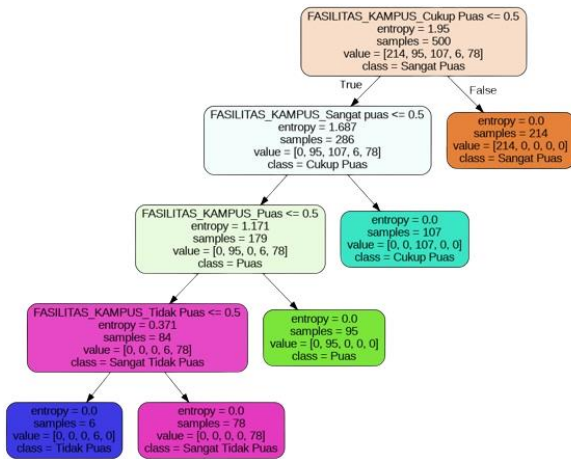 FASILITAS_KAMPUS_Cukup Puas <= 0.5
entropy = 1.95
samples = 500
value = [214, 95, 107, 6, 78]
class = Sangat Puas
True
False
FASILITAS_KAMPUS_Sangat puas <= 0.5
entropy = 1.687
samples = 286
value = [0, 95, 107, 6, 78]
class = Cukup Puas
entropy = 0.0
samples = 214
value = [214, 0, 0, 0, 0]
class = Sangat Puas
FASILITAS_KAMPUS_Puas <= 0.5
entropy = 1.171
samples = 179
value = [0, 95, 0, 6, 78]
class = Puas
entropy = 0.0
samples = 107
value = [0, 0, 107, 0, 0]
class = Cukup Puas
FASILITAS_KAMPUS_Tidak Puas <= 0.5
entropy = 0.371
samples = 84
value = [0, 0, 0, 6, 78]
class = Sangat Tidak Puas
entropy = 0.0
samples = 95
value = [0, 95, 0, 0, 0]
class = Puas
entropy = 0.0
samples = 6
value = [0, 0, 0, 6, 0]
class = Tidak Puas
entropy = 0.0
samples = 78
value = [0, 0, 0, 0, 78]
class = Sangat Tidak Puas